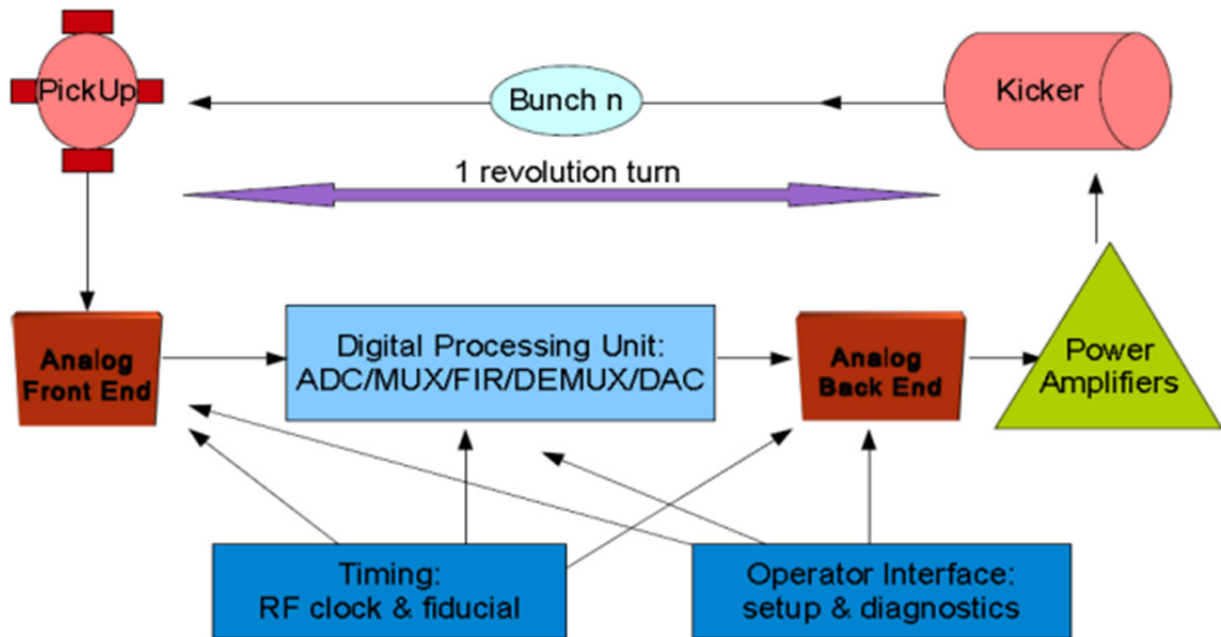 PickUp
Bunch n
Kicker
1 revolution turn
Analog
Front End
Digital Processing Unit:
ADC/MUX/FIR/DEMUX/DAC
Analog
Back End
Power
Amplifiers
Timing:
RF clock & fiducial
Operator Interface:
setup & diagnostics